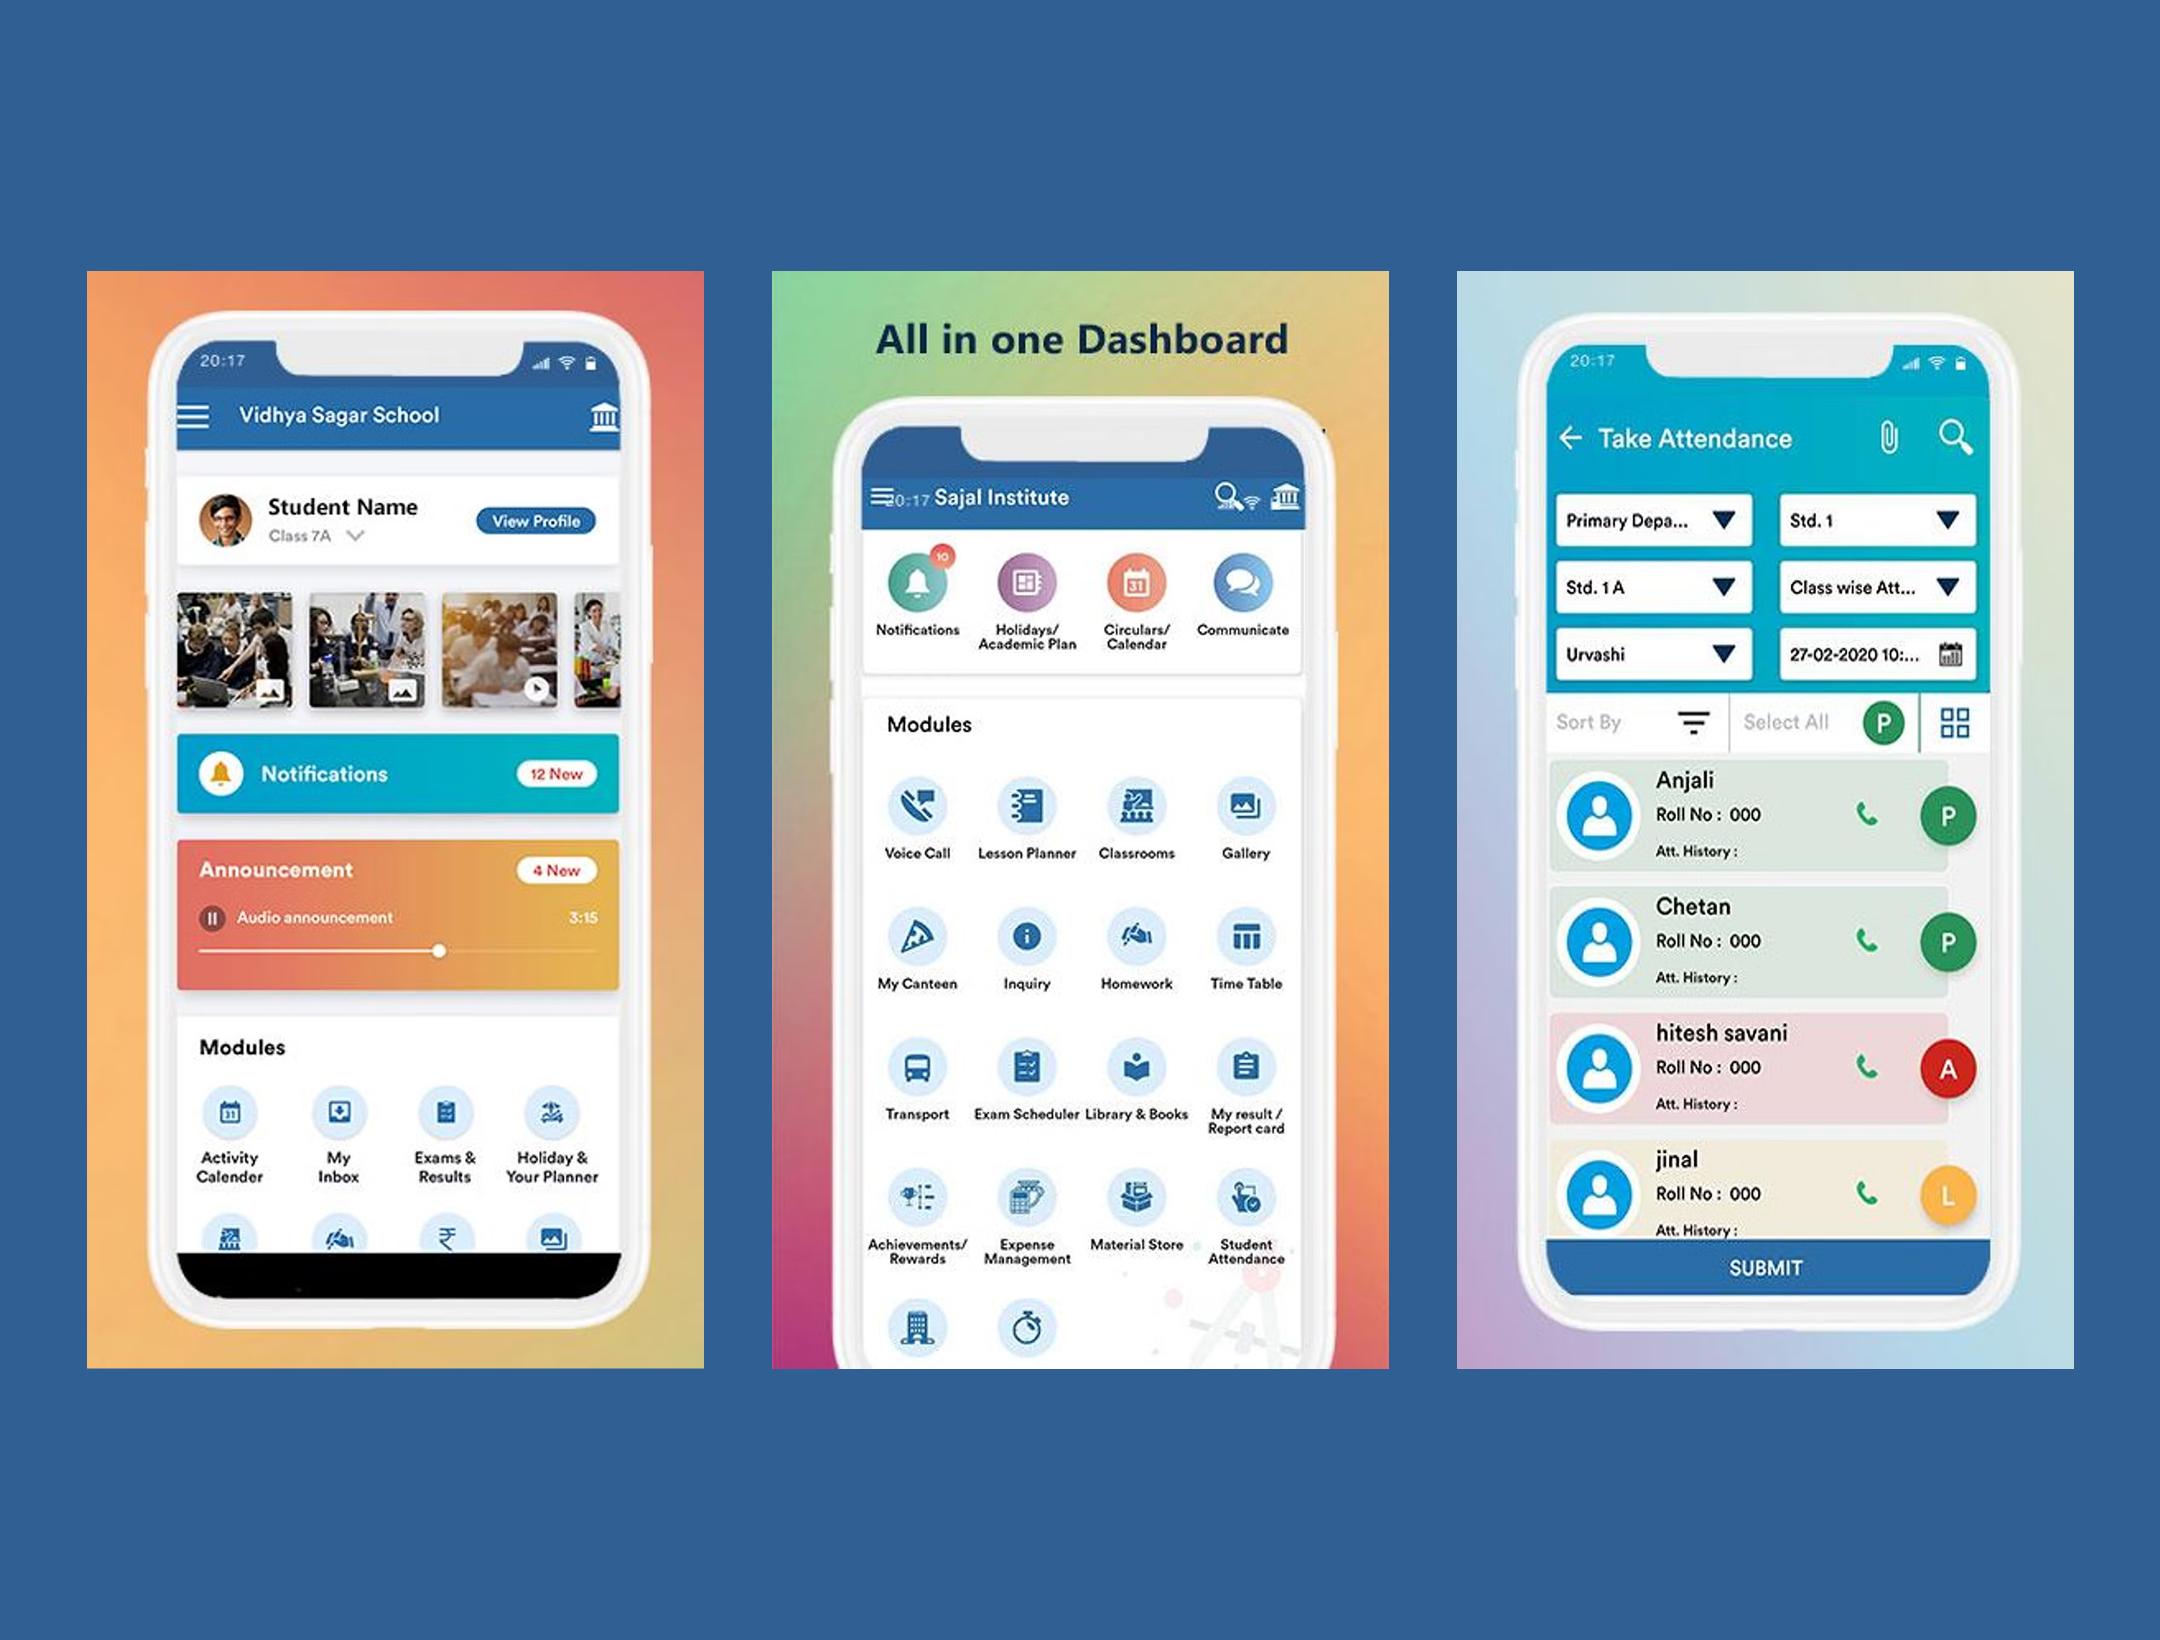 20:17
Vidhya Sagar School
Student Name
Class 7A
View Profile
Notifications
12 New
Announcement
4 New
Audio announcement
3:15
Modules
Activity
Calender
My
Inbox
Exams &
Results
Holiday &
Your Planner
All in one Dashboard
20:17 Sajal Institute
10
31
Notifications
Holidays/
Academic Plan
Circulars/
Calendar
Communicate
Modules
Voice Call
Lesson Planner
Classrooms
Gallery
My Canteen
Inquiry
Homework
Time Table
Transport
Exam Scheduler
Library & Books
My result /
Report card
Achievements/
Rewards
Expense
Management
Material Store
Student
Attendance
20:17
Take Attendance
Primary Depa...
Std. 1
Std. 1 A
Class wise Att...
Urvashi
27-02-2020 10:...
Sort By
Select All
P
Anjali
Roll No : 000
Att. History :
P
Chetan
Roll No : 000
Att. History :
P
hitesh savani
Roll No : 000
Att. History :
A
jinal
Roll No : 000
Att. History :
L
SUBMIT